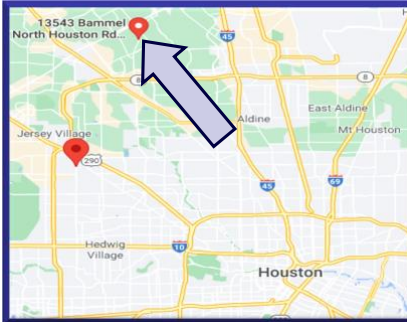 13543 Bammel
North Houston Rd...
45
8
8
Aldine
East Aldine
Mt Houston
Jersey Village
290
45
69
Hedwig
Village
10
Houston